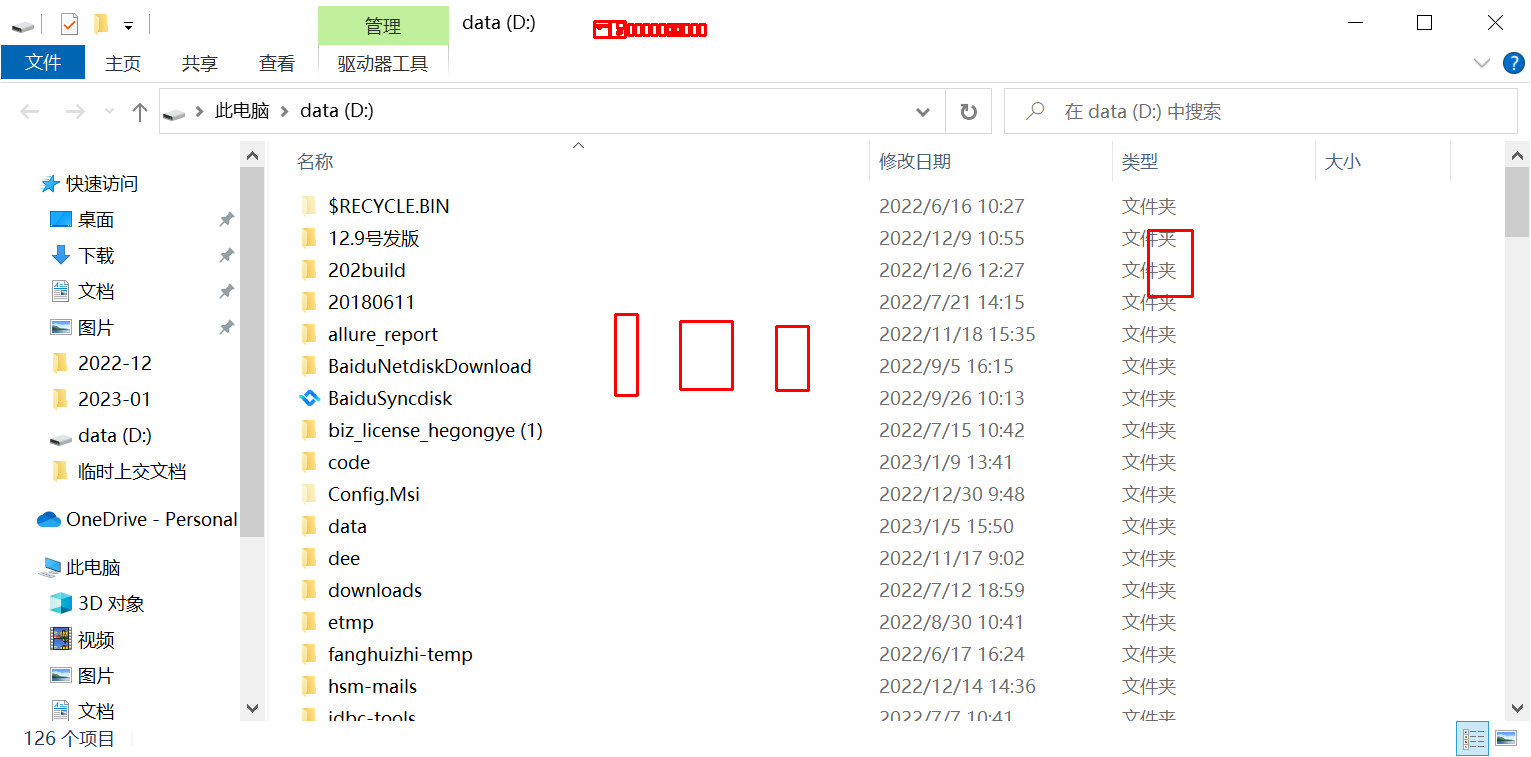 管理 data (D:)
文件 主页 共享 查看 驱动器工具
此电脑 data (D:) 在 data (D:) 中搜索
名称 修改日期 类型 大小
快速访问
桌面
下载
文档
图片
2022-12
2023-01
data (D:)
临时上交文档
OneDrive - Personal
此电脑
3D 对象
视频
图片
文档
$RECYCLE.BIN 2022/6/16 10:27 文件夹
12.9号发版 2022/12/9 10:55 文件夹
202build 2022/12/6 12:27 文件夹
20180611 2022/7/21 14:15 文件夹
allure_report 2022/11/18 15:35 文件夹
BaiduNetdiskDownload 2022/9/5 16:15 文件夹
BaiduSyncdisk 2022/9/26 10:13 文件夹
biz_license_hegongye (1) 2022/7/15 10:42 文件夹
code 2023/1/9 13:41 文件夹
Config.Msi 2022/12/30 9:48 文件夹
data 2023/1/5 15:50 文件夹
dee 2022/11/17 9:02 文件夹
downloads 2022/7/12 18:59 文件夹
etmp 2022/8/30 10:41 文件夹
fanghuizhi-temp 2022/6/17 16:24 文件夹
hsm-mails 2022/12/14 14:36 文件夹
jdbc-tools 2022/7/7 10:41 文件夹
126 个项目